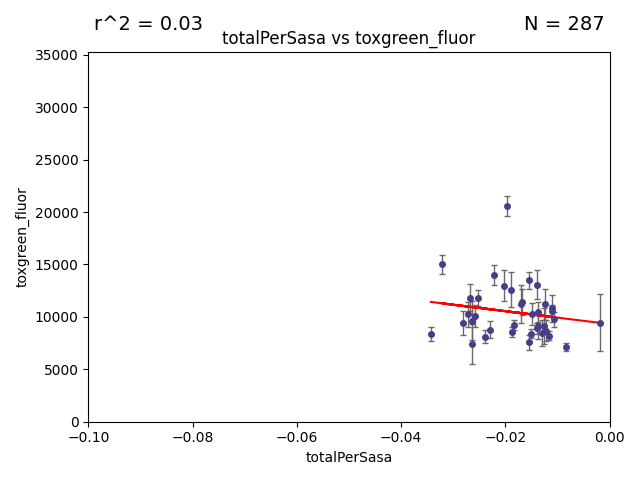 r^2 = 0.03
N = 287
totalPerSasa vs toxgreen_fluor
35000
30000
25000
20000
15000
10000
5000
0
toxgreen_fluor
−0.10
−0.08
−0.06
−0.04
−0.02
0.00
totalPerSasa